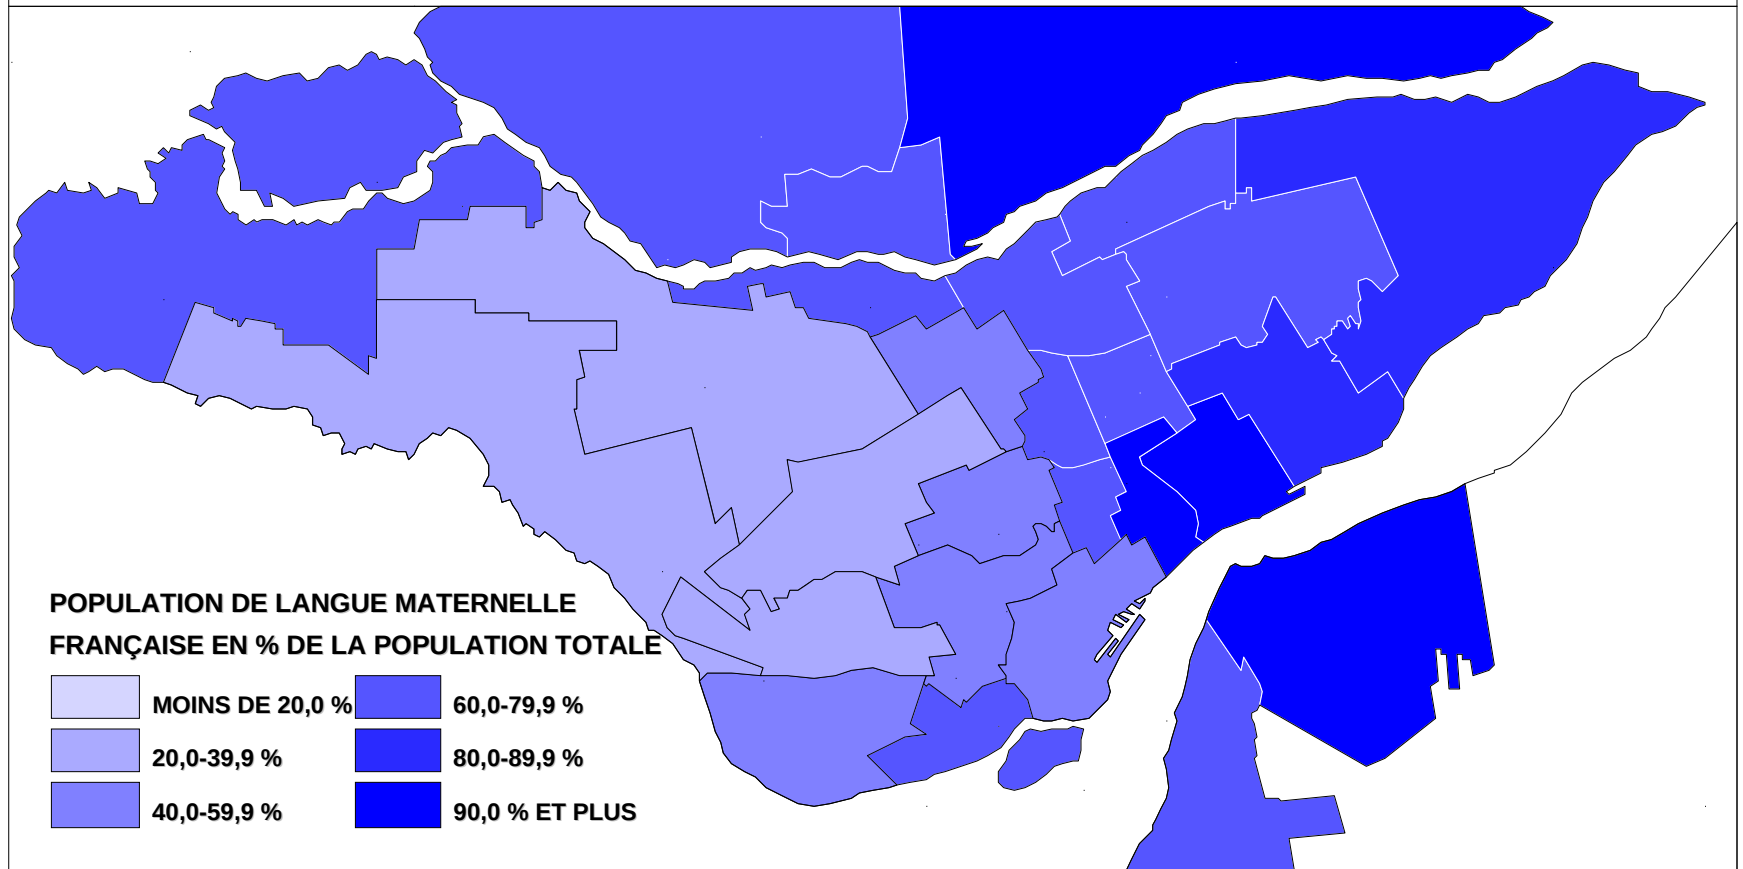 POPULATION DE LANGUE MATERNELLE
FRANÇAISE EN % DE LA POPULATION TOTALE
MOINS DE 20,0 %
20,0-39,9 %
40,0-59,9 %
60,0-79,9 %
80,0-89,9 %
90,0 % ET PLUS